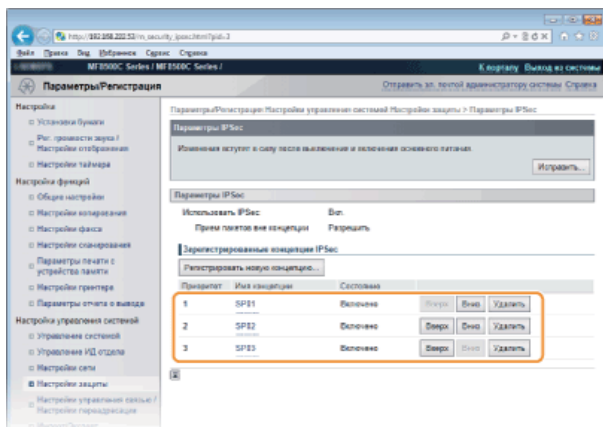 Файл Правка Вид Избранное Сервис Справка
MF8500C Series / MF8500C Series /
К порталу Выход из системы
Параметры/Регистрация
Отправить эл. почтой администратору системы Справка
Настройка
Установки бумаги
Рег. громкости звука /
Настройки отображения
Настройки таймера
Настройка функций
Общие настройки
Настройки копирования
Настройки факса
Настройки сканирования
Параметры печати с
устройства памяти
Настройки принтера
Параметры отчета о выводе
Настройка управления системой
Управление системой
Управление ИД отдела
Настройки сети
Настройки защиты
Настройки управления связью /
Настройки переадресации
Параметры/Регистрация: Настройка управления системой: Настройки защиты > Параметры IPSec
Параметры IPSec
Изменения вступят в силу после выключения и включения основного питания.
Исправить...
Параметры IPSec
Использовать IPSec Вкл.
Прием пакетов вне концепции Разрешить
Зарегистрированные концепции IPSec
Регистрировать новую концепцию...
Приоритет Имя концепции Состояние
1 SP01 Включено Вверх Вниз Удалить
2 SP02 Включено Вверх Вниз Удалить
3 SP03 Включено Вверх Вниз Удалить